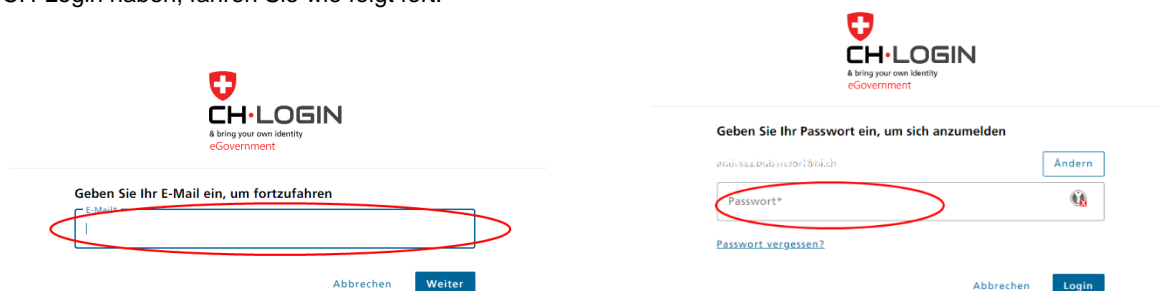 CH-Login haben, fahren Sie wie folgt fort:
CH·LOGIN
& bring your own identity
eGovernment
Geben Sie Ihr E-Mail ein, um fortzufahren
E-Mail*
Abbrechen Weiter
CH·LOGIN
& bring your own identity
eGovernment
Geben Sie Ihr Passwort ein, um sich anzumelden
Ändern
Passwort*
Passwort vergessen?
Abbrechen Login